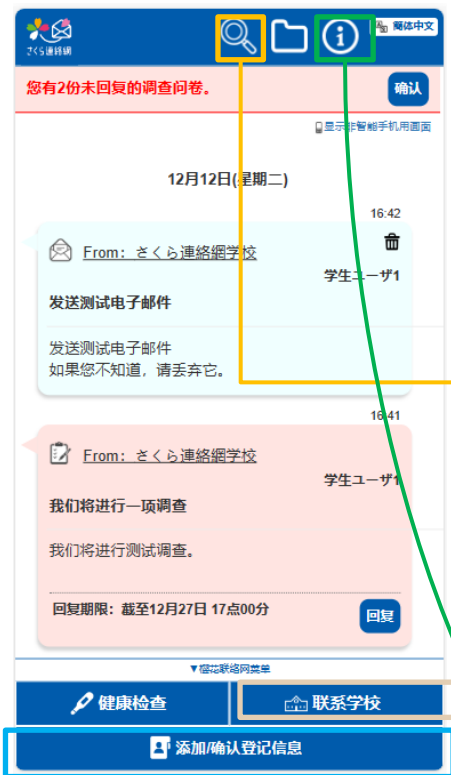 さくら連絡網
簡体中文
您有2份未回复的调查问卷。
确认
显示非智能手机用画面
12月12日(星期二)
16:42
From: さくら連絡網学校
学生ユーザ1
发送测试电子邮件
发送测试电子邮件
如果您不知道，请丢弃它。
16:41
From: さくら連絡網学校
学生ユーザ1
我们将进行一项调查
我们将进行测试调查。
回复期限：截至12月27日 17点00分
回复
▼樱花联络网菜单
健康检查
联系学校
添加/确认登记信息